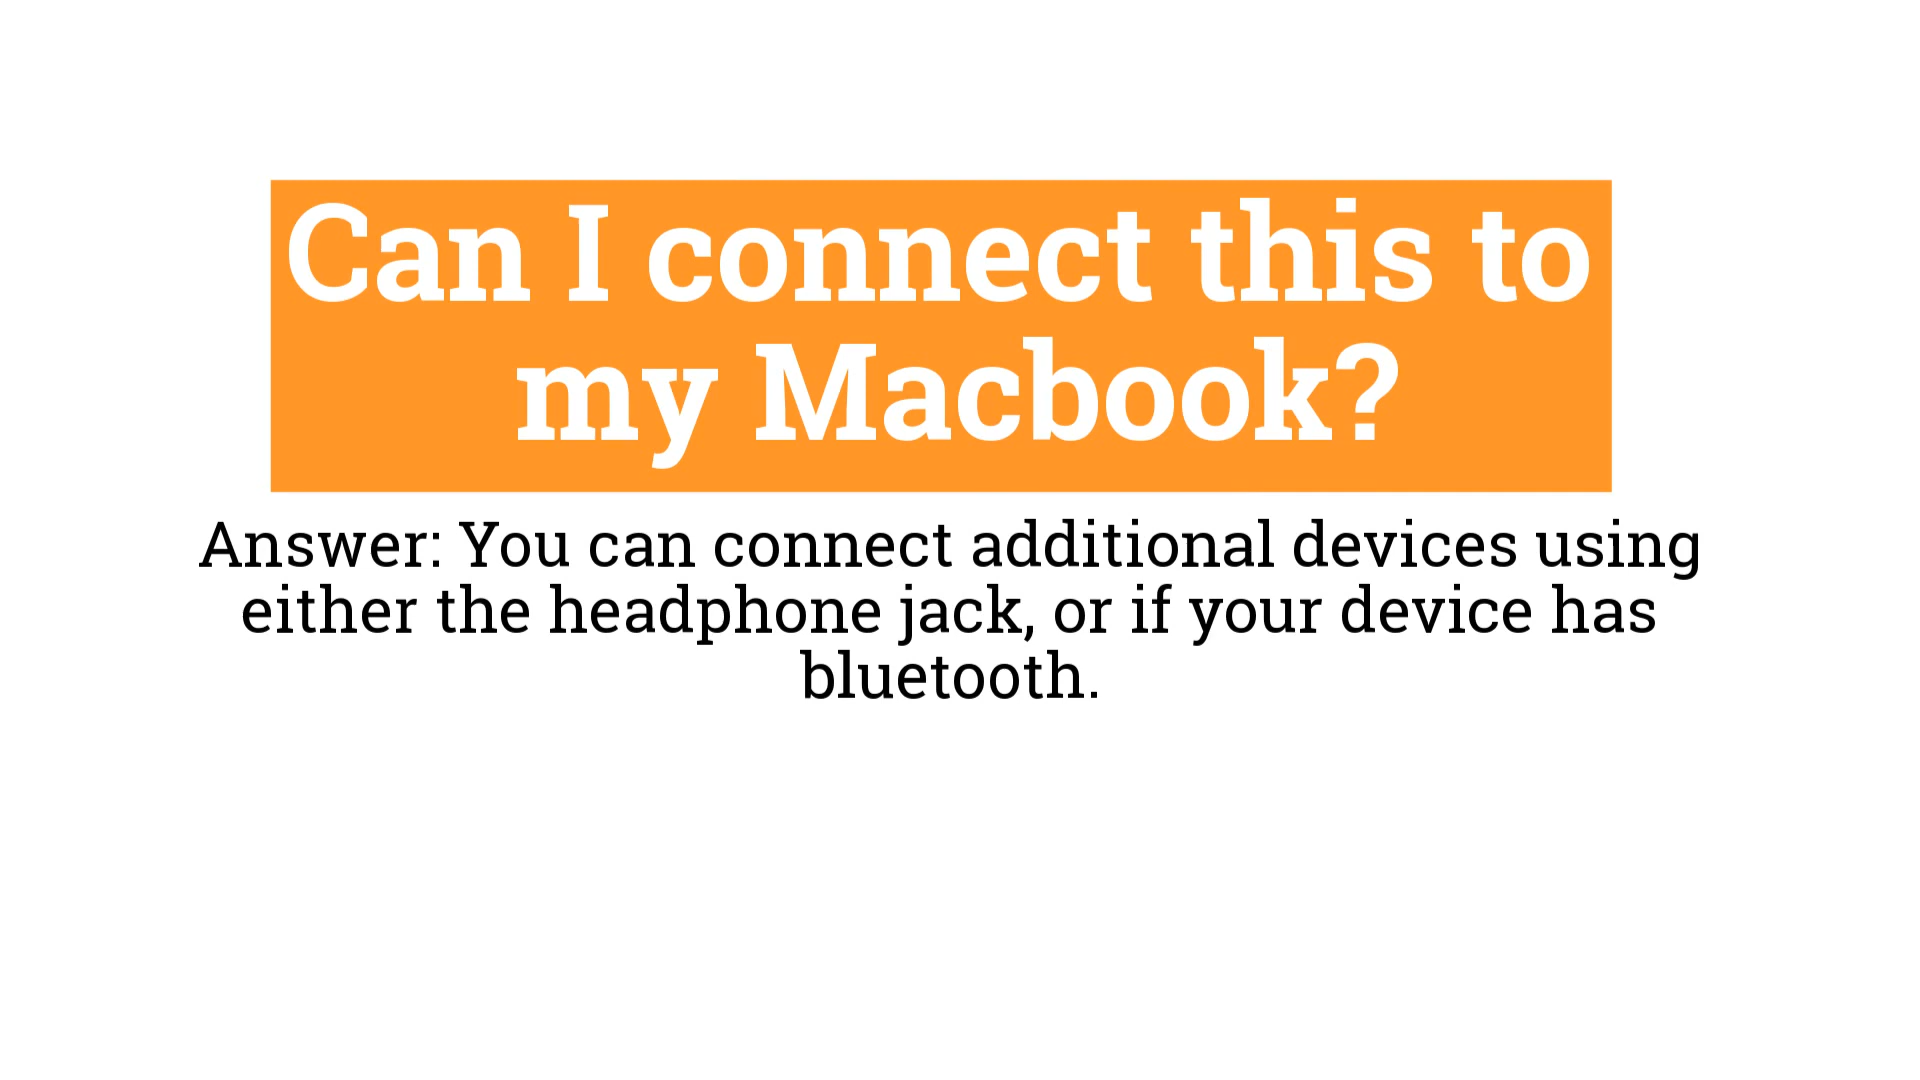 Can I connect this to
my Macbook?
Answer: You can connect additional devices using
either the headphone jack, or if your device has
bluetooth.